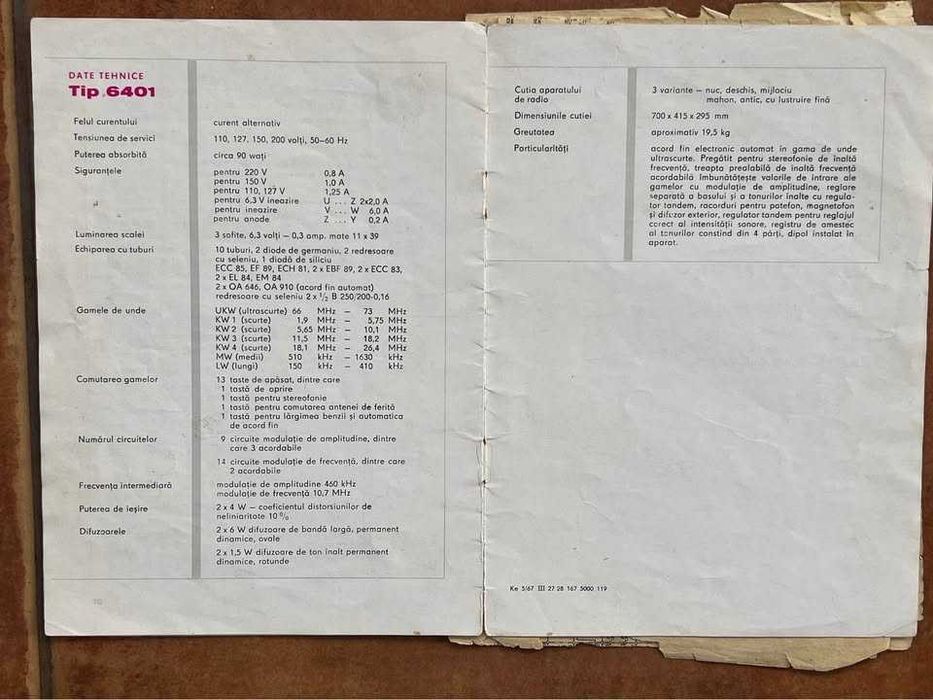 DATE TEHNICE
Tip 6401
Felul curentului curent alternativ
Tensiunea de servici 110, 127, 150, 200 volți, 50–60 Hz
Puterea absorbită circa 90 wați
Siguranțele pentru 220 V 0,8 A
pentru 150 V 1,0 A
pentru 110, 127 V 1,25 A
pentru 6,3 V ineazire U ... Z 2x2,0 A
pentru ineazire V ... W 6,0 A
pentru anode Z ... Y 0,2 A
Luminarea scalei 3 sofite, 6,3 volți – 0,3 amp. mate 11 x 39
Echiparea cu tuburi 10 tuburi, 2 diode de germaniu, 2 redresoare
cu seleniu, 1 diodă de siliciu
ECC 85, EF 89, ECH 81, 2 x EBF 89, 2 x ECC 83,
2 x EL 84, EM 84
2 x OA 646, OA 910 (acord fin automat)
redresoare cu seleniu 2 x 1/2 B 250/200-0,16
Gamele de unde UKW (ultrascurte) 66 MHz – 73 MHz
KW 1 (scurte) 1,9 MHz – 5,75 MHz
KW 2 (scurte) 5,65 MHz – 10,1 MHz
KW 3 (scurte) 11,5 MHz – 18,2 MHz
KW 4 (scurte) 18,1 MHz – 26,4 MHz
MW (medii) 510 kHz – 1630 kHz
LW (lungi) 150 kHz – 410 kHz
Comutarea gamelor 13 taste de apăsat, dintre care
1 tastă de oprire
1 tastă pentru stereofonie
1 tastă pentru comutarea antenei de ferită
1 tastă pentru lărgimea benzii și automatica
de acord fin
Numărul circuitelor 9 circuite modulație de amplitudine, dintre
care 3 acordabile
14 circuite modulație de frecvență, dintre care
2 acordabile
Frecvența intermediară modulație de amplitudine 460 kHz
modulație de frecvență 10,7 MHz
Puterea de ieșire 2 x 4 W – coeficientul distorsiunilor de
neliniaritate 10 %
Difuzoarele 2 x 6 W difuzoare de bandă largă, permanent
dinamice, ovale
2 x 1,5 W difuzoare de ton înalt permanent
dinamice, rotunde
Cutia aparatului 3 variante – nuc, deschis, mijlociu
de radio mahon, antic, cu lustruire fină
Dimensiunile cutiei 700 x 415 x 295 mm
Greutatea aproximativ 19,5 kg
Particularități acord fin electronic automat în gama de unde
ultrascurte. Pregătit pentru stereofonie de înaltă
frecvență, treapta prealabilă de înaltă frecvență
acordabilă îmbunătățește valorile de intrare ale
gamelor cu modulație de amplitudine, reglare
separată a basului și a tonurilor înalte cu regula-
tor tandem, racorduri pentru patefon, magnetofon
și difuzor exterior, regulator tandem pentru reglajul
corect al intensității sonore, registru de amestec
al tonurilor constind din 4 părți, dipol instalat în
aparat.
Ke 5/67 III 27 28 167 5000 119